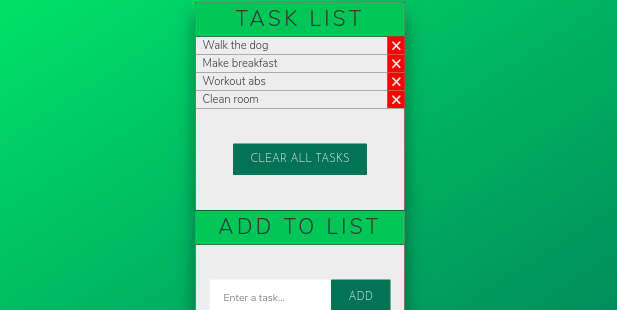 TASK LIST
Walk the dog
Make breakfast
Workout abs
Clean room
CLEAR ALL TASKS
ADD TO LIST
Enter a task... ADD